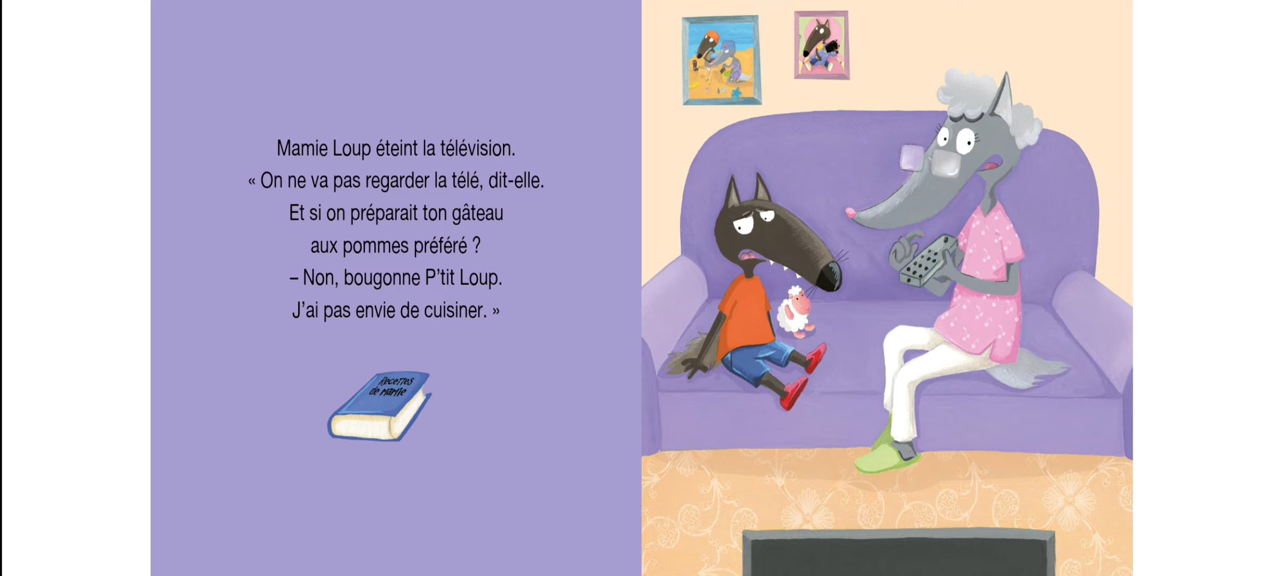 Mamie Loup éteint la télévision.
« On ne va pas regarder la télé, dit-elle.
Et si on préparait ton gâteau
aux pommes préféré ?
– Non, bougonne P’tit Loup.
J’ai pas envie de cuisiner. »
Recettes
de Mamie